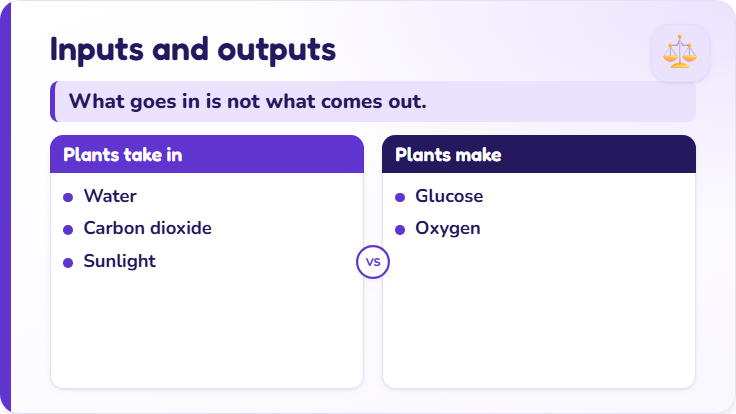 Inputs and outputs
What goes in is not what comes out.
Plants take in
Water
Carbon dioxide
Sunlight
VS
Plants make
Glucose
Oxygen